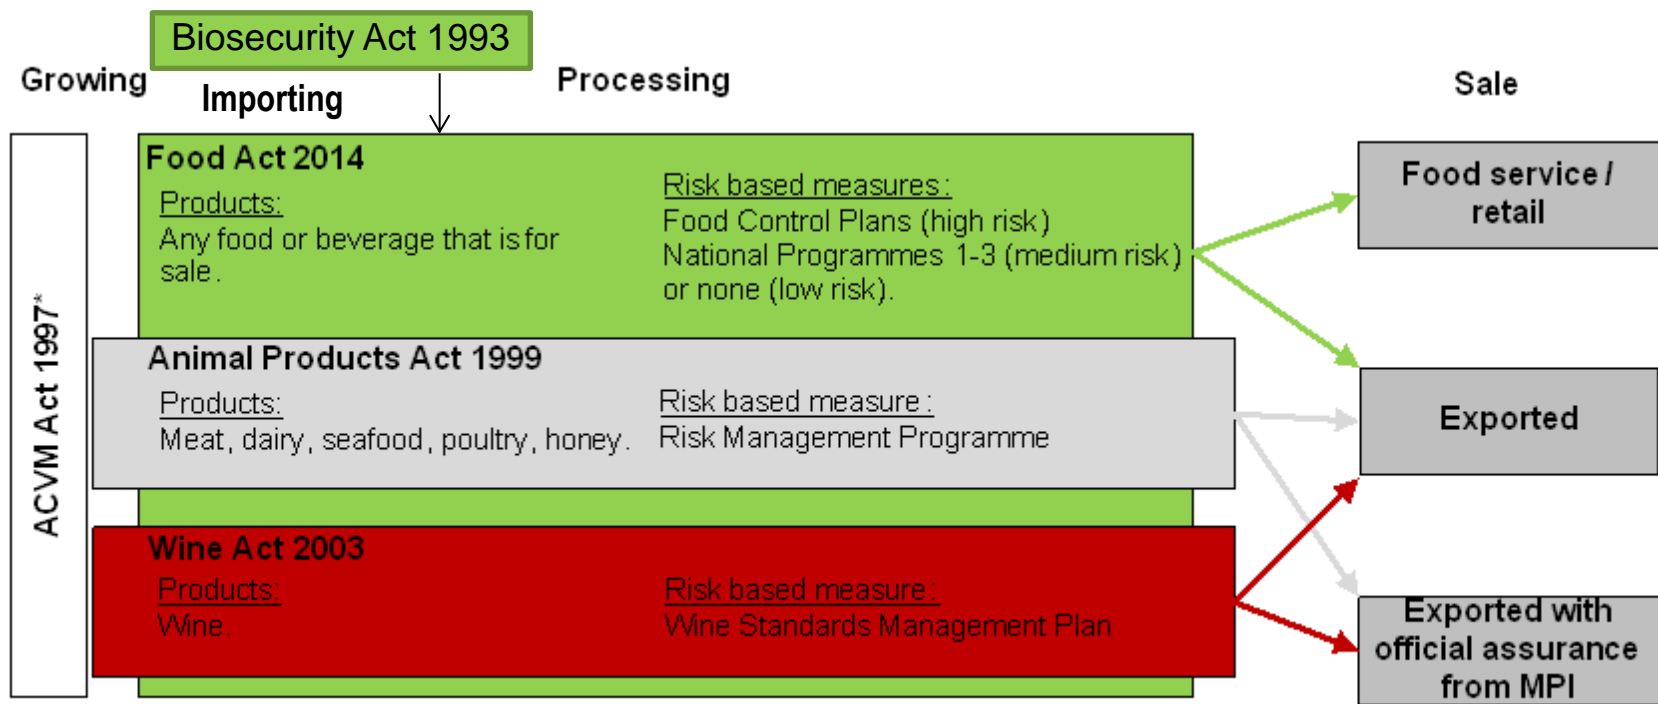 Biosecurity Act 1993
Growing
Importing
Processing
Sale
ACVM Act 1997*
Food Act 2014
Products:
Any food or beverage that is for
sale.
Risk based measures:
Food Control Plans (high risk)
National Programmes 1-3 (medium risk)
or none (low risk).
Animal Products Act 1999
Products:
Meat, dairy, seafood, poultry, honey.
Risk based measure:
Risk Management Programme
Wine Act 2003
Products:
Wine.
Risk based measure:
Wine Standards Management Plan
Food service /
retail
Exported
Exported with
official assurance
from MPI